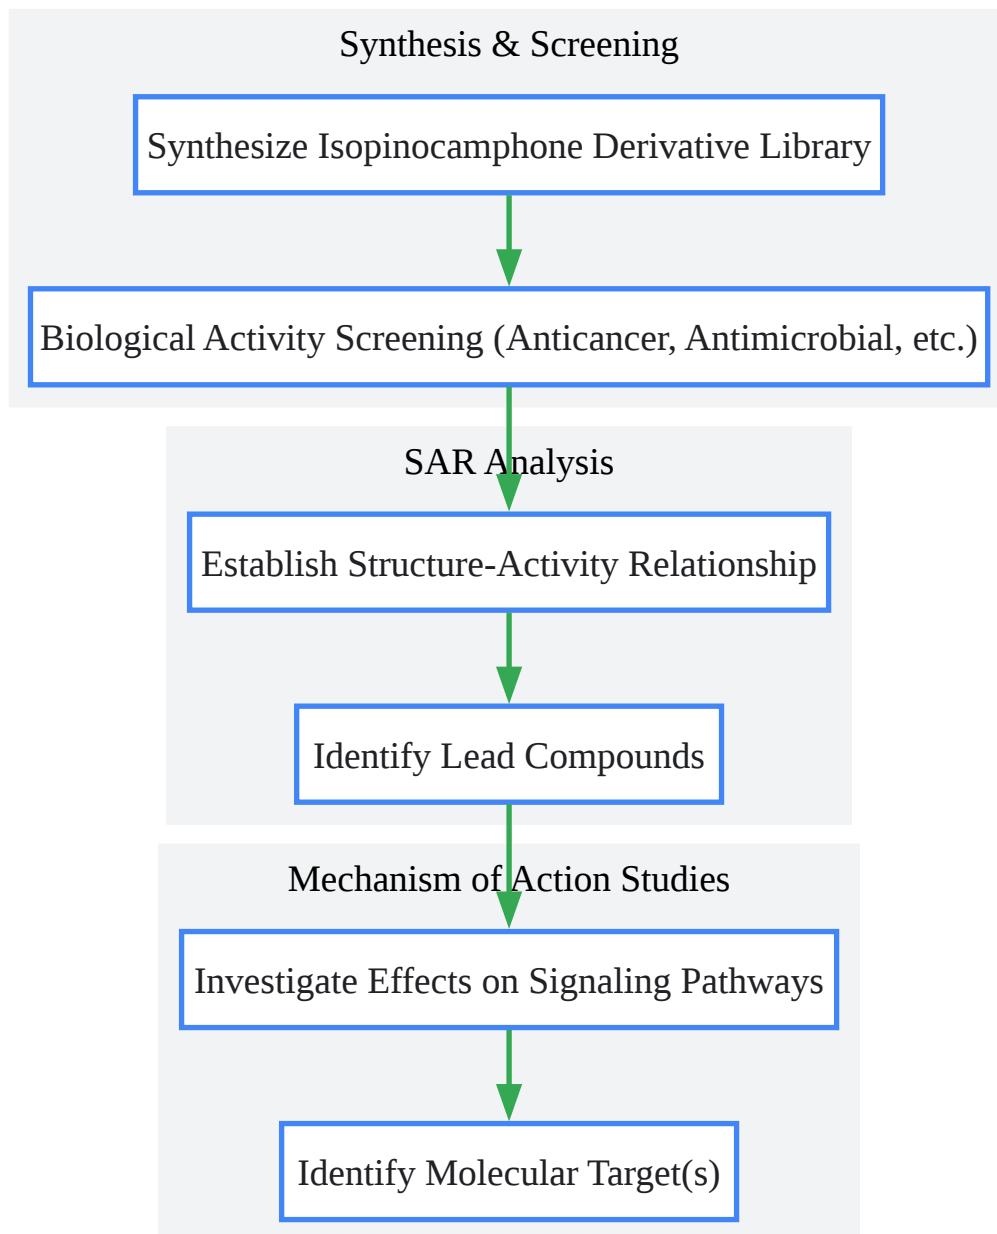 Synthesis & Screening
Synthesize Isopinocamphone Derivative Library
Biological Activity Screening (Anticancer, Antimicrobial, etc.)
SAR Analysis
Establish Structure-Activity Relationship
Identify Lead Compounds
Mechanism of Action Studies
Investigate Effects on Signaling Pathways
Identify Molecular Target(s)